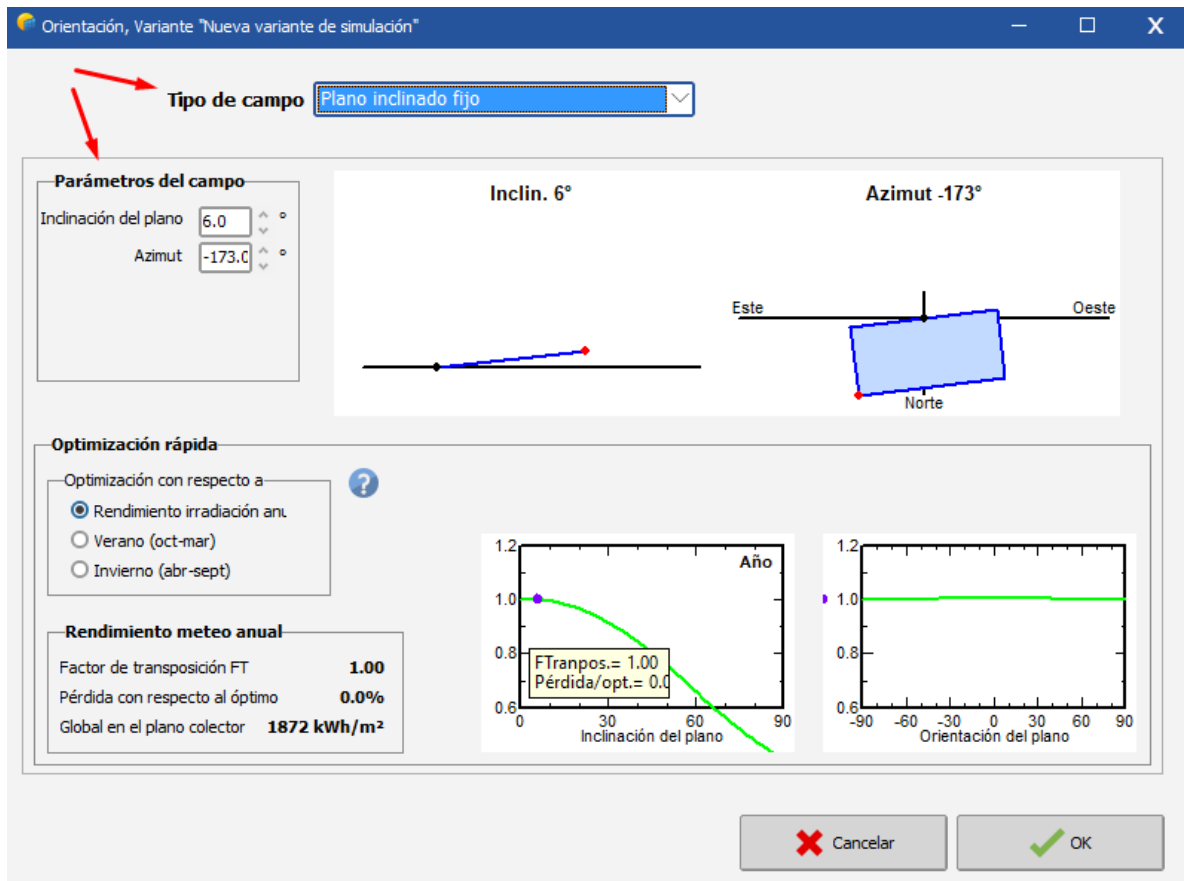 Orientación, Variante "Nueva variante de simulación"
Tipo de campo Plano inclinado fijo
Parámetros del campo
Inclinación del plano 6.0 °
Azimut -173.0 °
Inclin. 6°
Azimut -173°
Este
Oeste
Norte
Optimización rápida
Optimización con respecto a
Rendimiento irradiación anu
Verano (oct-mar)
Invierno (abr-sept)
?
Rendimiento meteo anual
Factor de transposición FT 1.00
Pérdida con respecto al óptimo 0.0%
Global en el plano colector 1872 kWh/m²
Año
1.2
1.0
0.8
0.6
FTranpos.= 1.00
Pérdida/opt.= 0.0
0 30 60 90
Inclinación del plano
1.2
1.0
0.8
0.6
-90 -60 -30 0 30 60 90
Orientación del plano
Cancelar
OK